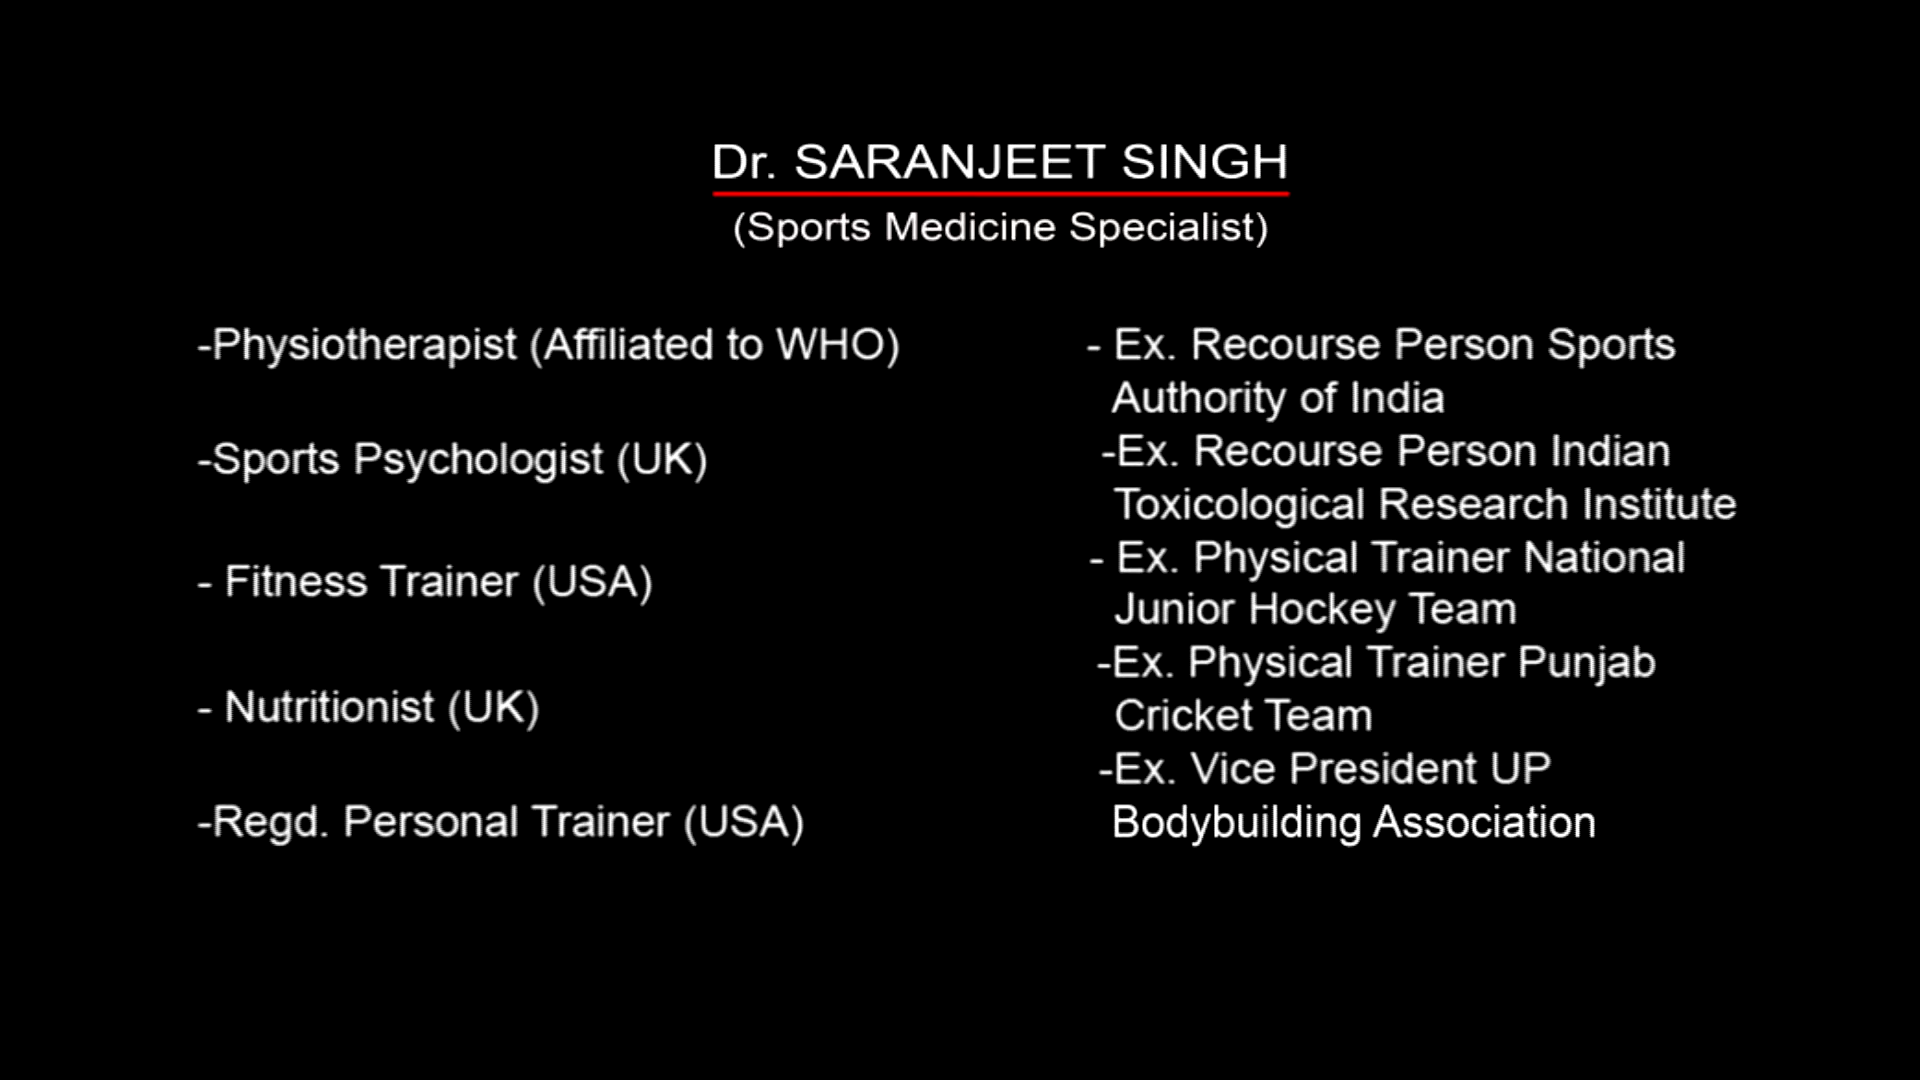 Dr. SARANJEET SINGH
(Sports Medicine Specialist)
-Physiotherapist (Affiliated to WHO)
-Sports Psychologist (UK)
- Fitness Trainer (USA)
- Nutritionist (UK)
-Regd. Personal Trainer (USA)
- Ex. Recourse Person Sports
Authority of India
-Ex. Recourse Person Indian
Toxicological Research Institute
- Ex. Physical Trainer National
Junior Hockey Team
-Ex. Physical Trainer Punjab
Cricket Team
-Ex. Vice President UP
Bodybuilding Association